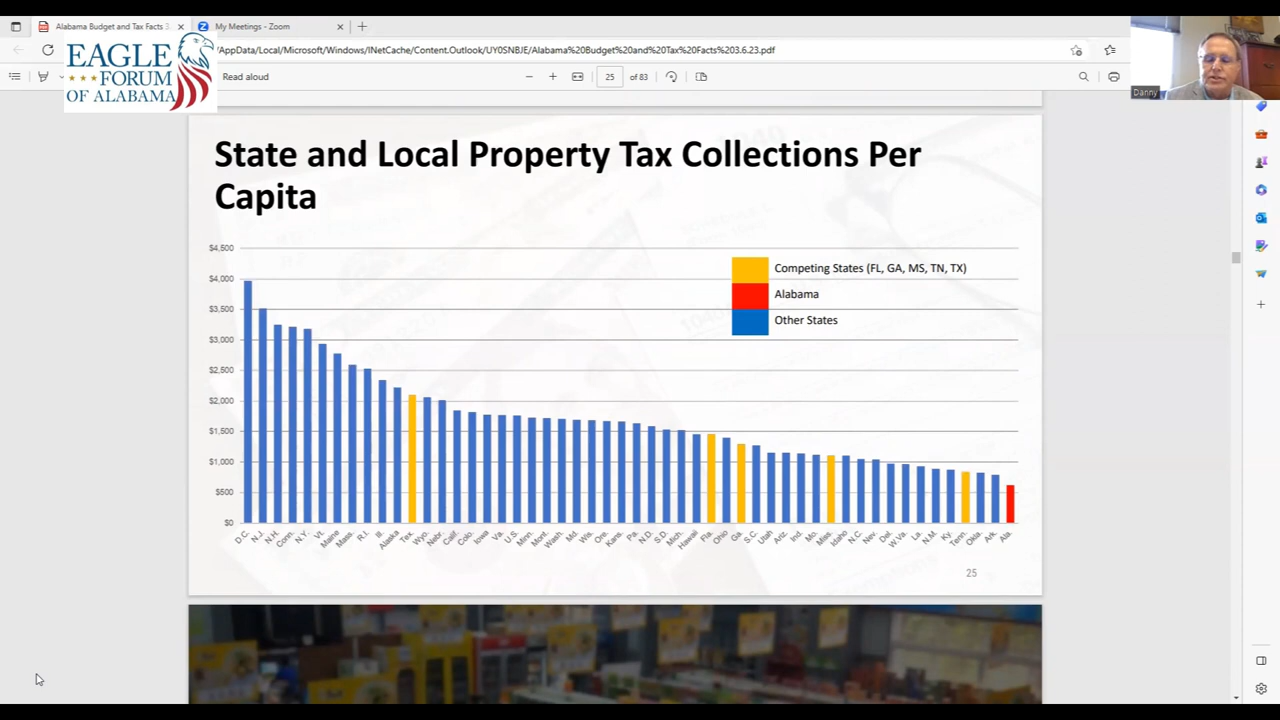 Alabama Budget and Tax Facts 3
My Meetings - Zoom
/AppData/Local/Microsoft/Windows/INetCache/Content.Outlook/UY0SNBJE/Alabama%20Budget%20and%20Tax%20Facts%203.6.23.pdf
EAGLE
FORUM
OF ALABAMA
Read aloud
25
of 83
Danny
State and Local Property Tax Collections Per
Capita
$4,500
$4,000
$3,500
$3,000
$2,500
$2,000
$1,500
$1,000
$500
$0
Competing States (FL, GA, MS, TN, TX)
Alabama
Other States
D.C. N.J. N.H. Conn. N.Y. Vt. Maine Mass. R.I. Ill. Alaska Tex. Wyo. Nebr. Calif. Colo. Iowa Va. U.S. Minn. Mont. Wash. Md. Wis. Ore. Kans. Pa. N.D. S.D. Mich. Hawaii Fla. Ohio Ga. S.C. Utah Ariz. Ind. Mo. Miss. Idaho N.C. Nev. Del. W.Va. La. N.M. Ky. Tenn. Okla. Ark. Ala.
25